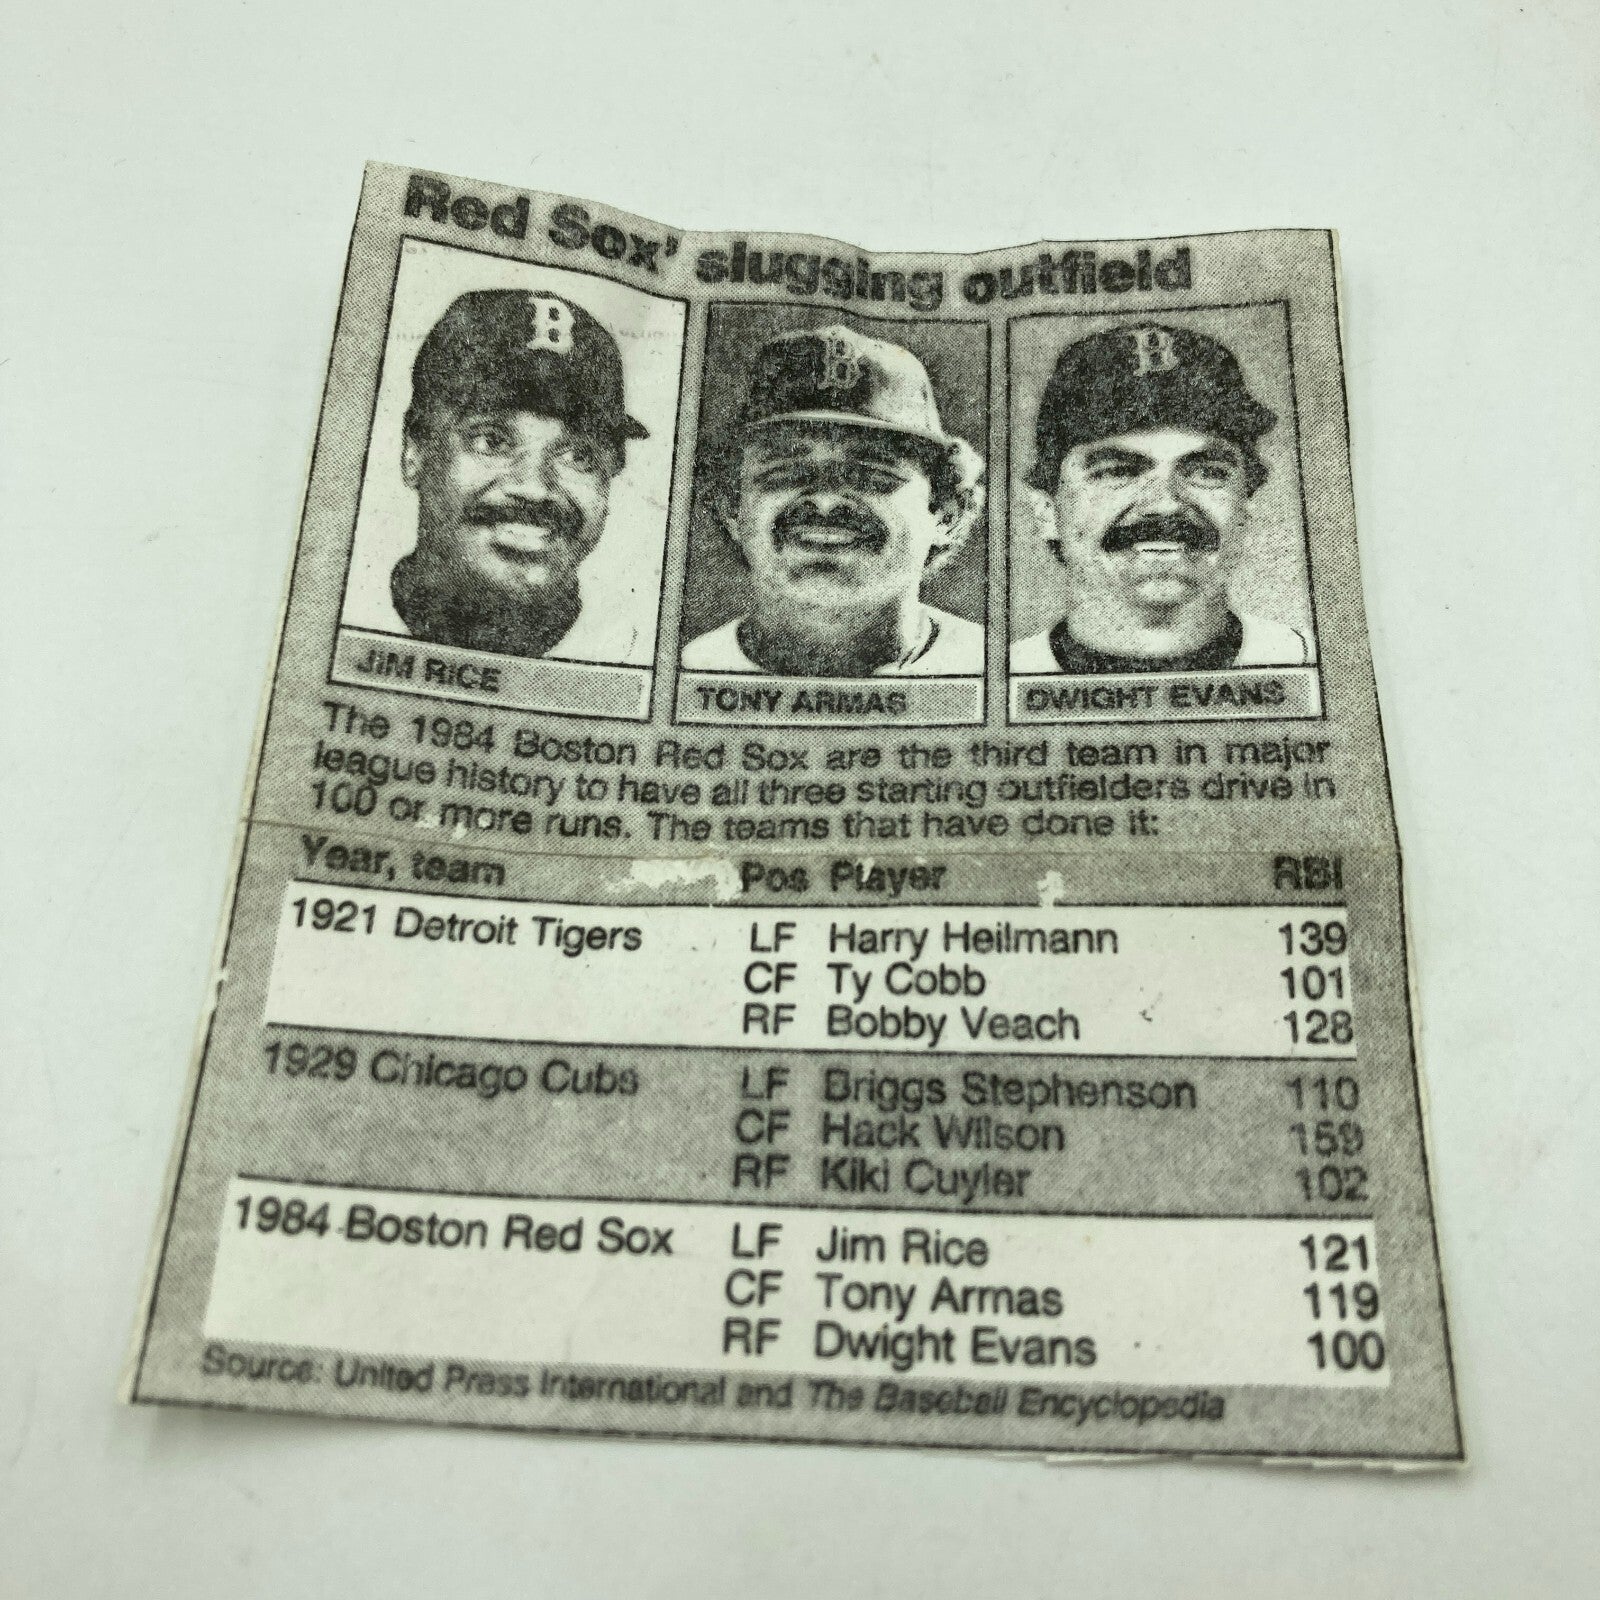 Red Sox' slugging outfield
B
B
B
JIM RICE
TONY ARMAS
DWIGHT EVANS
The 1984 Boston Red Sox are the third team in major
league history to have all three starting outfielders drive in
100 or more runs. The teams that have done it:
Year, team Pos Player RBI
1921 Detroit Tigers LF Harry Heilmann 139
CF Ty Cobb 101
RF Bobby Veach 128
1929 Chicago Cubs LF Briggs Stephenson 110
CF Hack Wilson 159
RF Kiki Cuyler 102
1984 Boston Red Sox LF Jim Rice 121
CF Tony Armas 119
RF Dwight Evans 100
Source: United Press International and The Baseball Encyclopedia